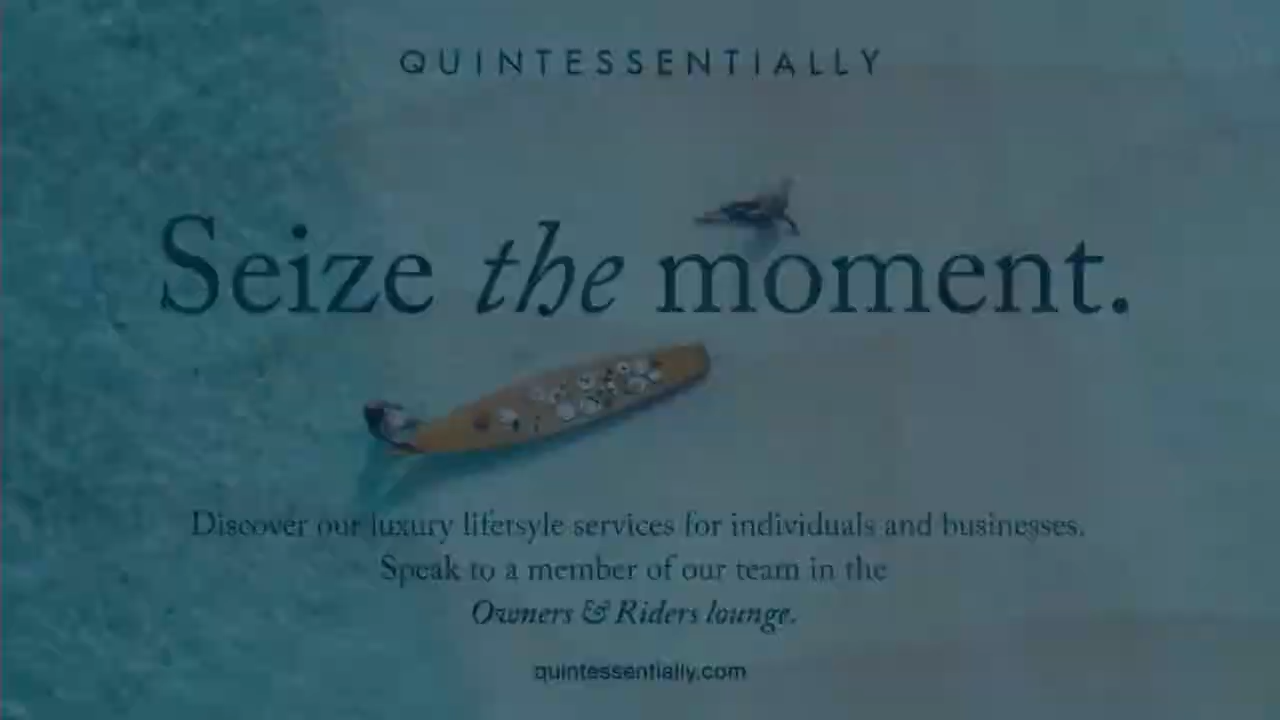 QUINTESSENTIALLY
Seize the moment.
Discover our luxury lifetsyle services for individuals and businesses.
Speak to a member of our team in the
Owners & Riders lounge.
quintessentially.com